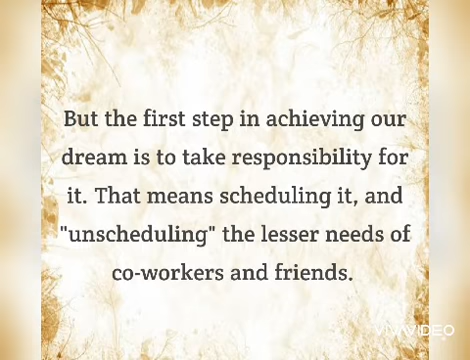 But the first step in achieving our
dream is to take responsibility for
it. That means scheduling it, and
"unscheduling" the lesser needs of
co-workers and friends.
VIVAVIDEO